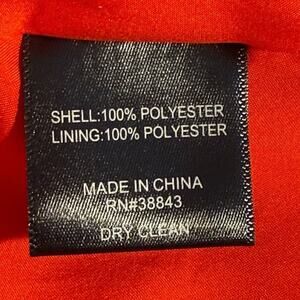 SHELL:100% POLYESTER
LINING:100% POLYESTER
MADE IN CHINA
RN#38843
DRY CLEAN